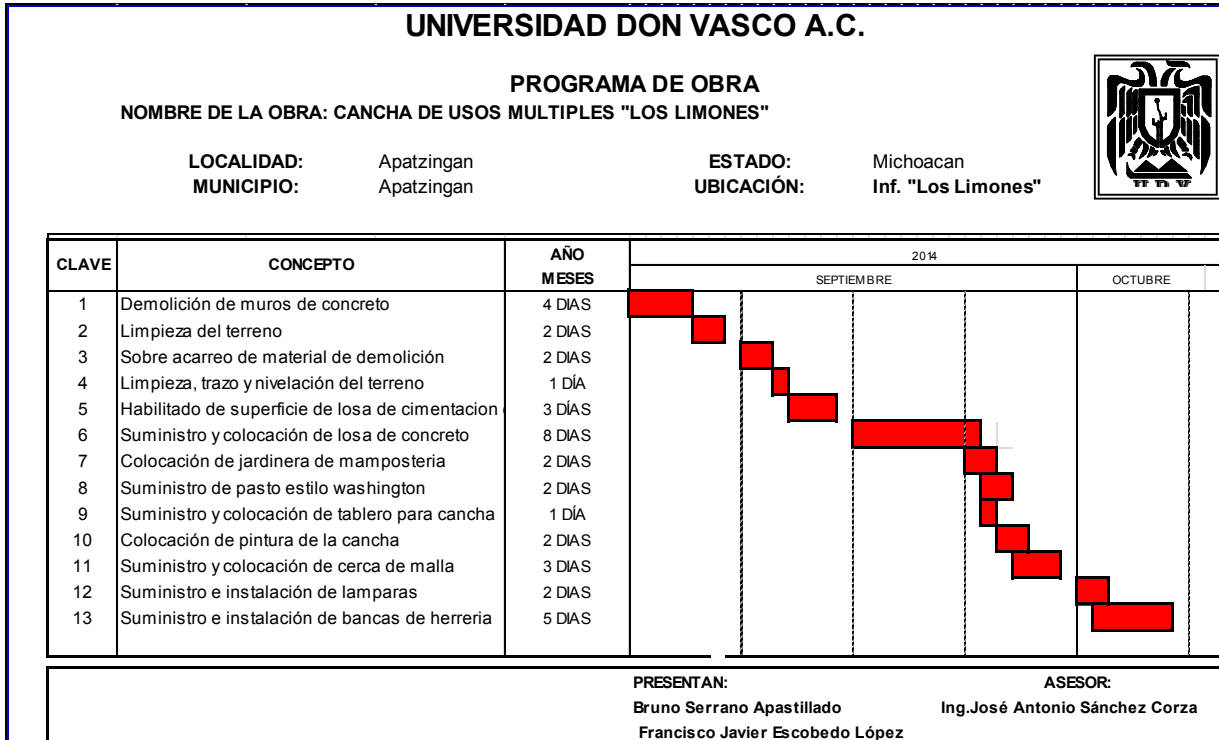 UNIVERSIDAD DON VASCO A.C.
PROGRAMA DE OBRA
NOMBRE DE LA OBRA: CANCHA DE USOS MULTIPLES "LOS LIMONES"
LOCALIDAD: Apatzingan ESTADO: Michoacan
MUNICIPIO: Apatzingan UBICACIÓN: Inf. "Los Limones"
U D V
CLAVE CONCEPTO AÑO 2014
MESES SEPTIEMBRE OCTUBRE
1 Demolición de muros de concreto 4 DIAS
2 Limpieza del terreno 2 DIAS
3 Sobre acarreo de material de demolición 2 DIAS
4 Limpieza, trazo y nivelación del terreno 1 DÍA
5 Habilitado de superficie de losa de cimentacion 3 DÍAS
6 Suministro y colocación de losa de concreto 8 DIAS
7 Colocación de jardinera de mamposteria 2 DIAS
8 Suministro de pasto estilo washington 2 DIAS
9 Suministro y colocación de tablero para cancha 1 DÍA
10 Colocación de pintura de la cancha 2 DIAS
11 Suministro y colocación de cerca de malla 3 DIAS
12 Suministro e instalación de lamparas 2 DIAS
13 Suministro e instalación de bancas de herreria 5 DIAS
PRESENTAN: ASESOR:
Bruno Serrano Apastillado Ing.José Antonio Sánchez Corza
Francisco Javier Escobedo López